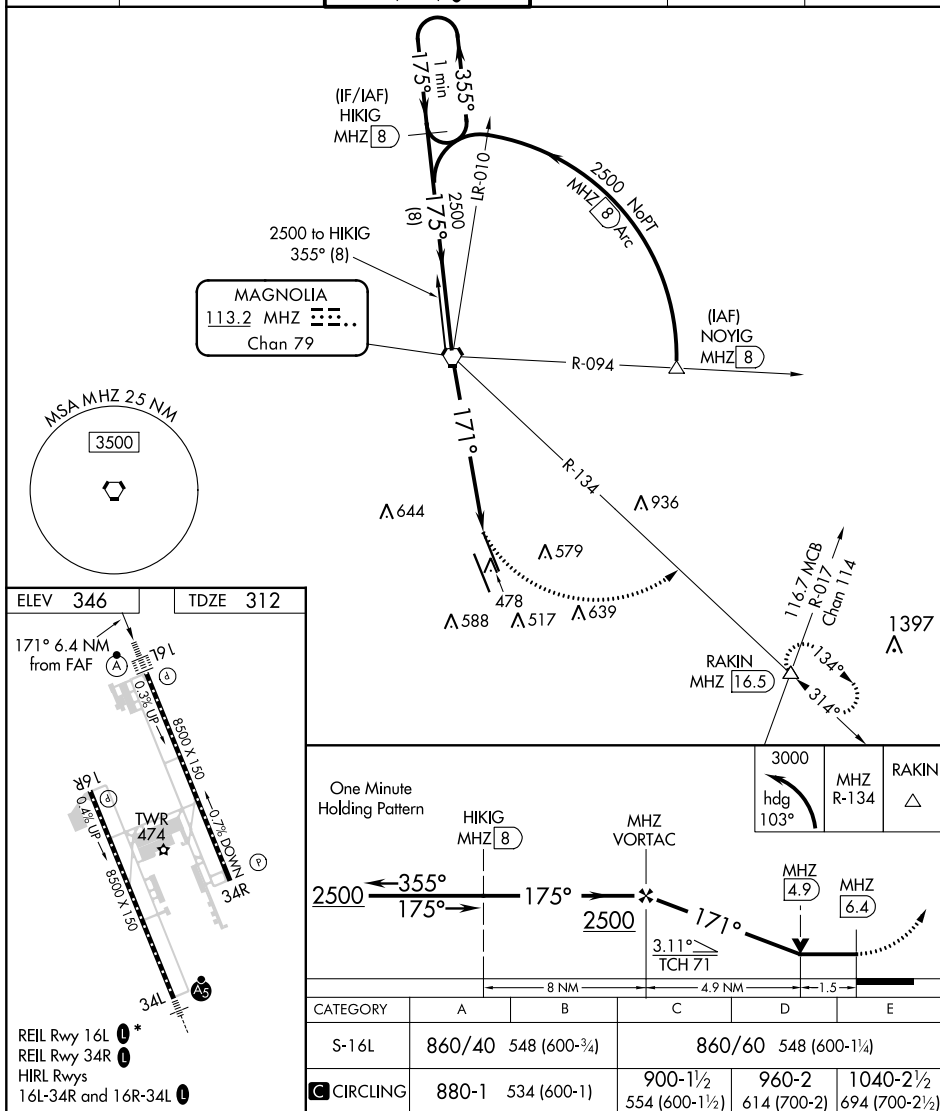 175°
1 min
355°
(IF/IAF)
HIKIG
MHZ 8
LR-010
2500 NoPT
MHZ 8 Arc
2500
175°
(8)
2500 to HIKIG
355° (8)
MAGNOLIA
113.2 MHZ
Chan 79
(IAF)
NOYIG
MHZ 8
R-094
MSA MHZ 25 NM
3500
171°
R-134
644
936
579
478
588
517
639
116.7 MCB
R-017
Chan 114
1397
RAKIN
MHZ 16.5
134°
314°
ELEV 346
TDZE 312
171° 6.4 NM
from FAF
A
16L
P
0.3% UP
8500 X 150
16R
P
0.4% UP
TWR
474
0.7% DOWN
P
8500 X 150
34R
34L
A5
REIL Rwy 16L L *
REIL Rwy 34R L
HIRL Rwys
16L-34R and 16R-34L L
3000
hdg
103°
MHZ
R-134
RAKIN
One Minute
Holding Pattern
HIKIG
MHZ 8
MHZ
VORTAC
MHZ
4.9
MHZ
6.4
2500
355°
175°
175°
2500
171°
3.11°
TCH 71
8 NM
4.9 NM
1.5
CATEGORY A B C D E
S-16L 860/40 548 (600-¾) 860/60 548 (600-1¼)
C CIRCLING 880-1 534 (600-1) 900-1½ 960-2 1040-2½
554 (600-1½) 614 (700-2) 694 (700-2½)